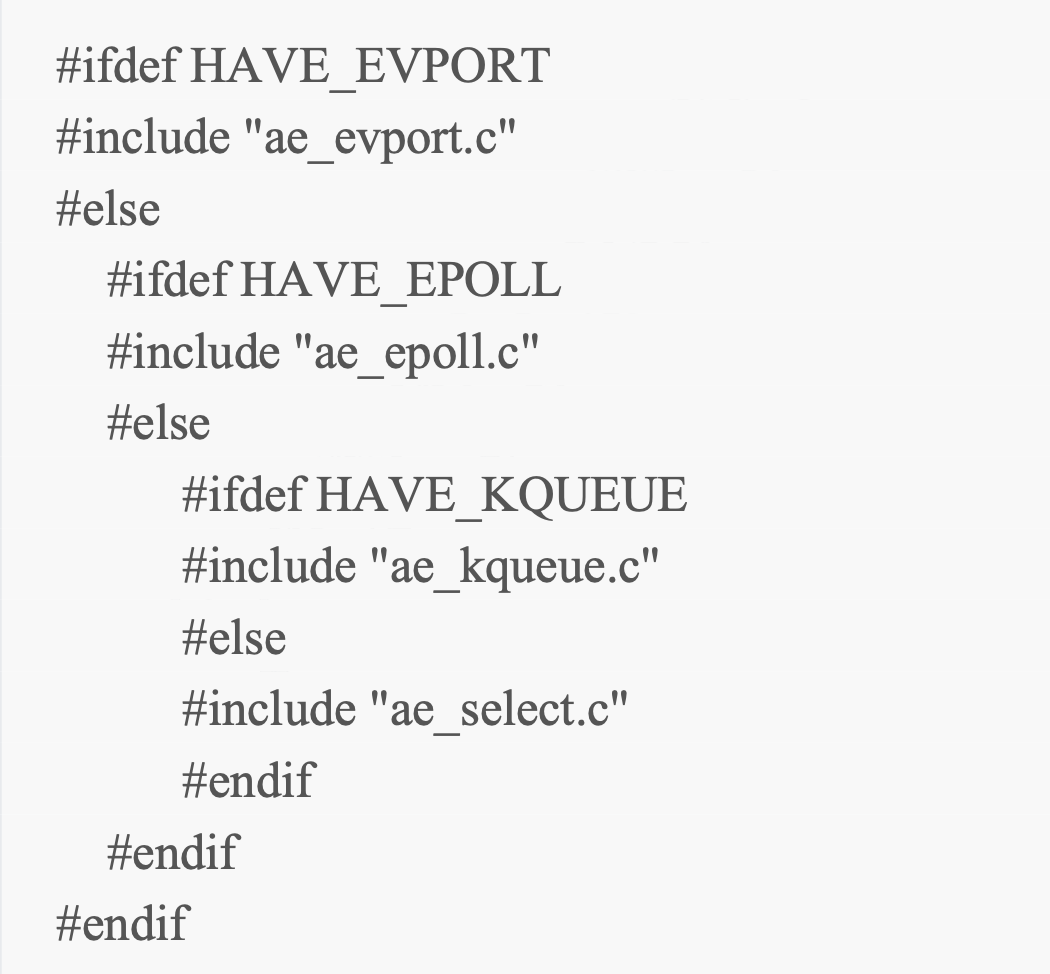 #ifdef HAVE_EVPORT
#include "ae_evport.c"
#else
#ifdef HAVE_EPOLL
#include "ae_epoll.c"
#else
#ifdef HAVE_KQUEUE
#include "ae_kqueue.c"
#else
#include "ae_select.c"
#endif
#endif
#endif